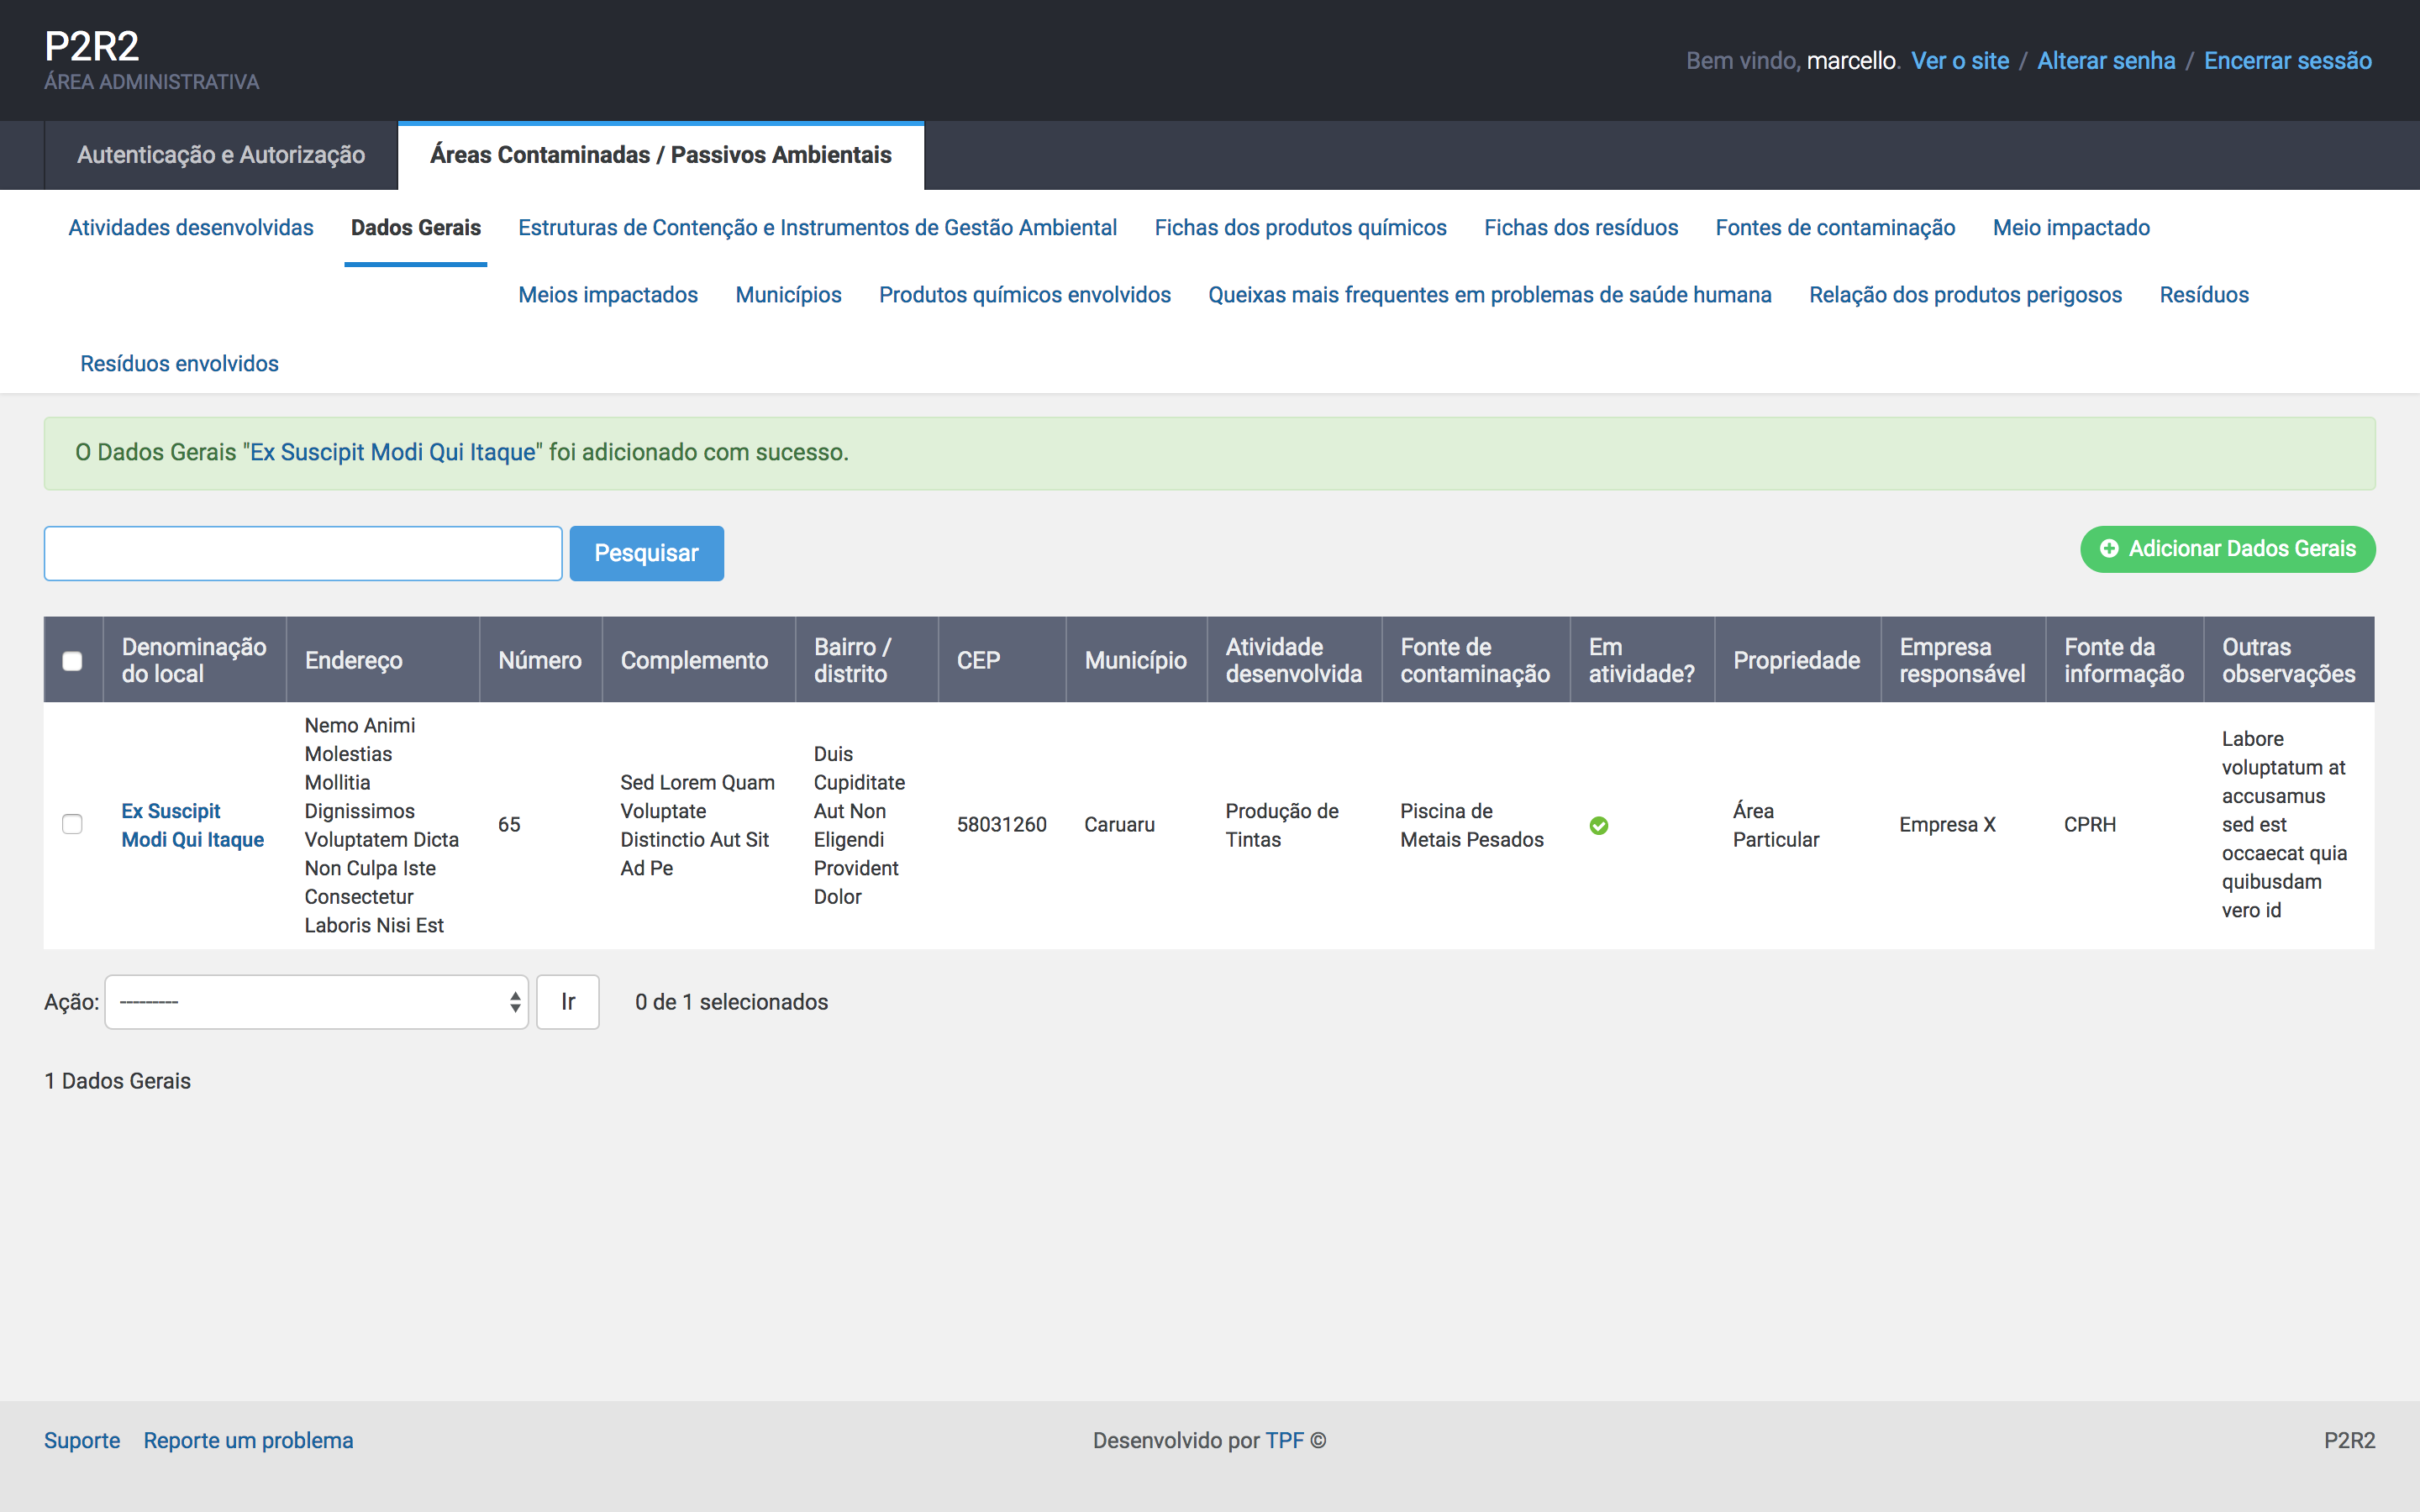 P2R2
ÁREA ADMINISTRATIVA
Bem vindo, marcello. Ver o site / Alterar senha / Encerrar sessão
Autenticação e Autorização
Áreas Contaminadas / Passivos Ambientais
Atividades desenvolvidas Dados Gerais Estruturas de Contenção e Instrumentos de Gestão Ambiental Fichas dos produtos químicos Fichas dos resíduos Fontes de contaminação Meio impactado
Meios impactados Municípios Produtos químicos envolvidos Queixas mais frequentes em problemas de saúde humana Relação dos produtos perigosos Resíduos
Resíduos envolvidos
O Dados Gerais "Ex Suscipit Modi Qui Itaque" foi adicionado com sucesso.
Pesquisar
Adicionar Dados Gerais
Denominação
do local
Endereço
Número
Complemento
Bairro /
distrito
CEP
Município
Atividade
desenvolvida
Fonte de
contaminação
Em
atividade?
Propriedade
Empresa
responsável
Fonte da
informação
Outras
observações
Ex Suscipit
Modi Qui Itaque
Nemo Animi
Molestias
Mollitia
Dignissimos
Voluptatem Dicta
Non Culpa Iste
Consectetur
Laboris Nisi Est
65
Sed Lorem Quam
Voluptate
Distinctio Aut Sit
Ad Pe
Duis
Cupiditate
Aut Non
Eligendi
Provident
Dolor
58031260
Caruaru
Produção de
Tintas
Piscina de
Metais Pesados
Área
Particular
Empresa X
CPRH
Labore
voluptatum at
accusamus
sed est
occaecat quia
quibusdam
vero id
Ação: --------- Ir 0 de 1 selecionados
1 Dados Gerais
Suporte Reporte um problema
Desenvolvido por TPF ©
P2R2